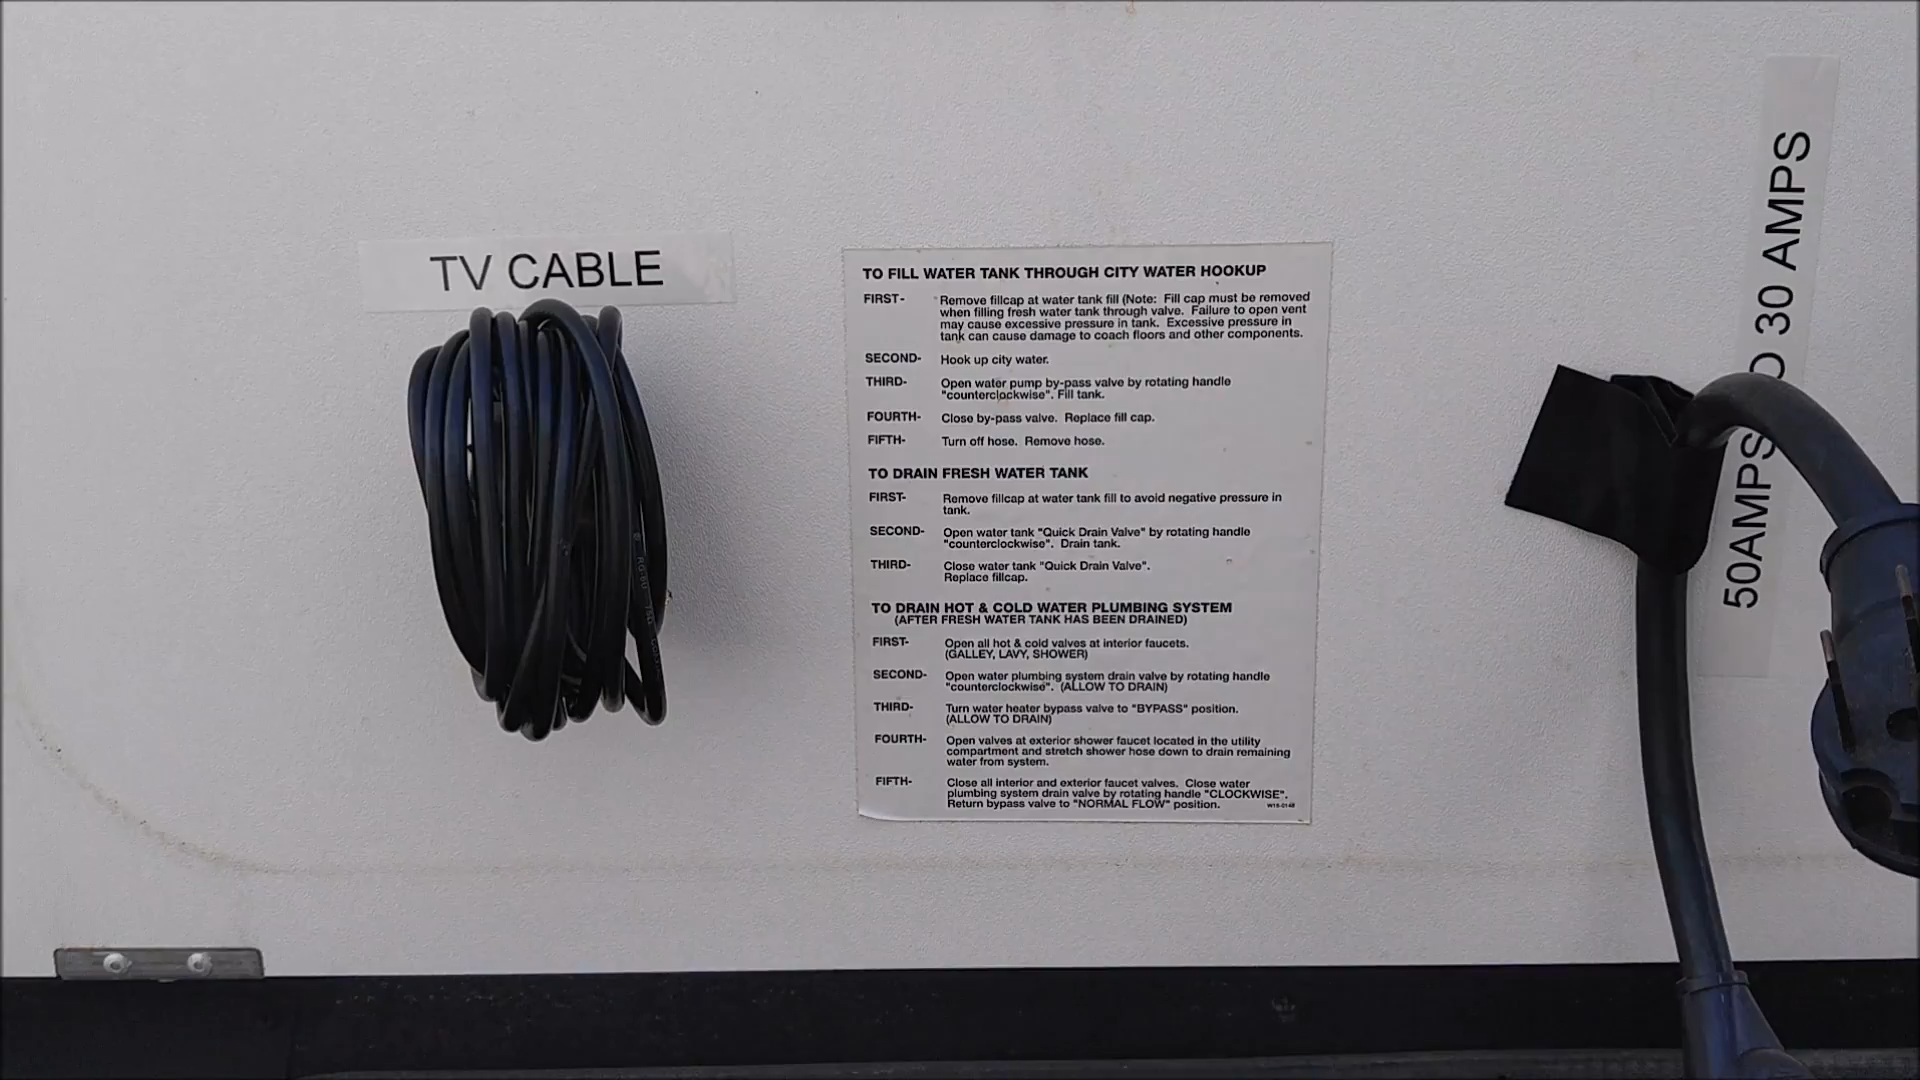 TV CABLE
TO FILL WATER TANK THROUGH CITY WATER HOOKUP
FIRST- Remove fillcap at water tank fill (Note: Fill cap must be removed
when filling fresh water tank through valve. Failure to open vent
may cause excessive pressure in tank. Excessive pressure in
tank can cause damage to coach floors and other components.
SECOND- Hook up city water.
THIRD- Open water pump by-pass valve by rotating handle
"counterclockwise". Fill tank.
FOURTH- Close by-pass valve. Replace fill cap.
FIFTH- Turn off hose. Remove hose.
TO DRAIN FRESH WATER TANK
FIRST- Remove fillcap at water tank fill to avoid negative pressure in
tank.
SECOND- Open water tank "Quick Drain Valve" by rotating handle
"counterclockwise". Drain tank.
THIRD- Close water tank "Quick Drain Valve".
Replace fillcap.
TO DRAIN HOT & COLD WATER PLUMBING SYSTEM
(AFTER FRESH WATER TANK HAS BEEN DRAINED)
FIRST- Open all hot & cold valves at interior faucets.
(GALLEY, LAVY, SHOWER)
SECOND- Open water plumbing system drain valve by rotating handle
"counterclockwise". (ALLOW TO DRAIN)
THIRD- Turn water heater bypass valve to "BYPASS" position.
(ALLOW TO DRAIN)
FOURTH- Open valves at exterior shower faucet located in the utility
compartment and stretch shower hose down to drain remaining
water from system.
FIFTH- Close all interior and exterior faucet valves. Close water
plumbing system drain valve by rotating handle "CLOCKWISE".
Return bypass valve to "NORMAL FLOW" position.
50AMPS 30 AMPS